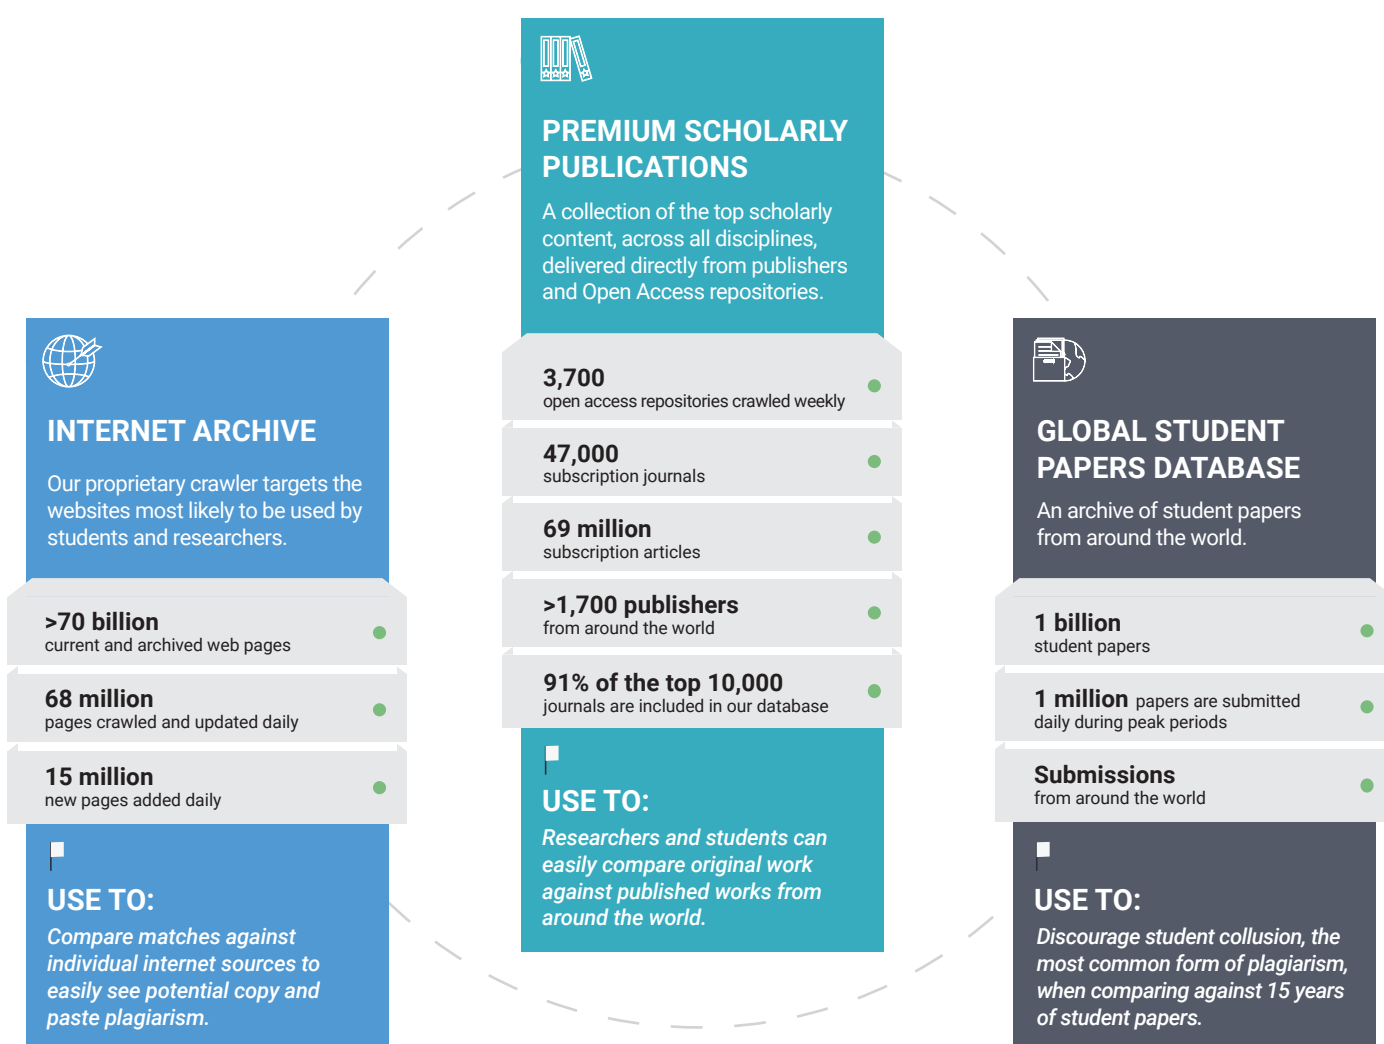 PREMIUM SCHOLARLY
PUBLICATIONS
A collection of the top scholarly
content, across all disciplines,
delivered directly from publishers
and Open Access repositories.
3,700
open access repositories crawled weekly
47,000
subscription journals
69 million
subscription articles
>1,700 publishers
from around the world
91% of the top 10,000
journals are included in our database
USE TO:
Researchers and students can
easily compare original work
against published works from
around the world.
INTERNET ARCHIVE
Our proprietary crawler targets the
websites most likely to be used by
students and researchers.
>70 billion
current and archived web pages
68 million
pages crawled and updated daily
15 million
new pages added daily
USE TO:
Compare matches against
individual internet sources to
easily see potential copy and
paste plagiarism.
GLOBAL STUDENT
PAPERS DATABASE
An archive of student papers
from around the world.
1 billion
student papers
1 million papers are submitted
daily during peak periods
Submissions
from around the world
USE TO:
Discourage student collusion, the
most common form of plagiarism,
when comparing against 15 years
of student papers.